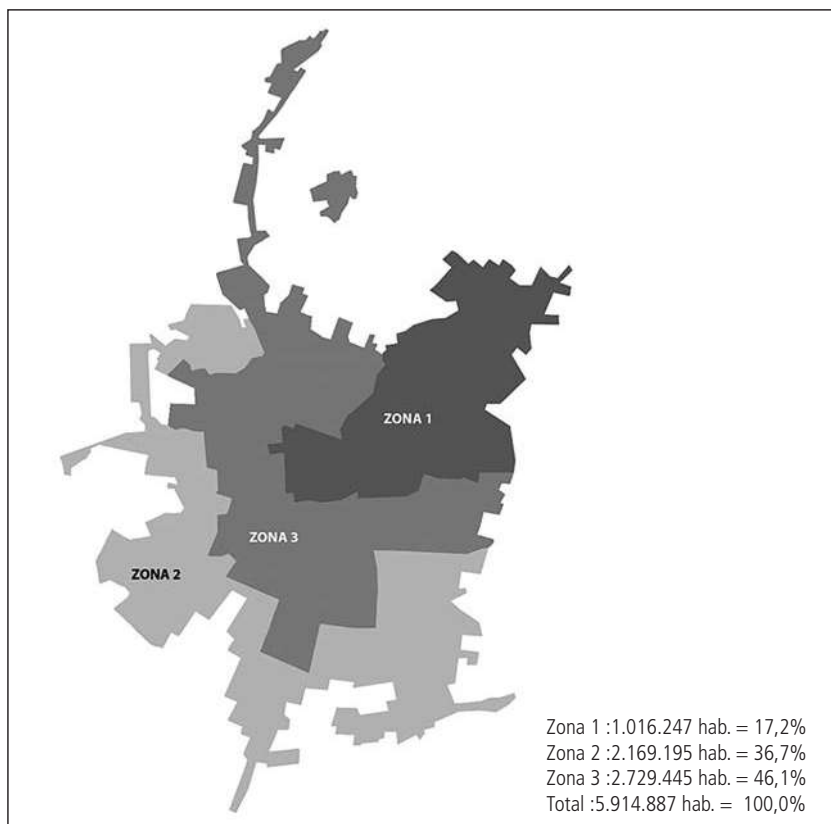 ZONA 1
ZONA 3
ZONA 2
Zona 1 :1.016.247 hab. = 17,2%
Zona 2 :2.169.195 hab. = 36,7%
Zona 3 :2.729.445 hab. = 46,1%
Total :5.914.887 hab. = 100,0%